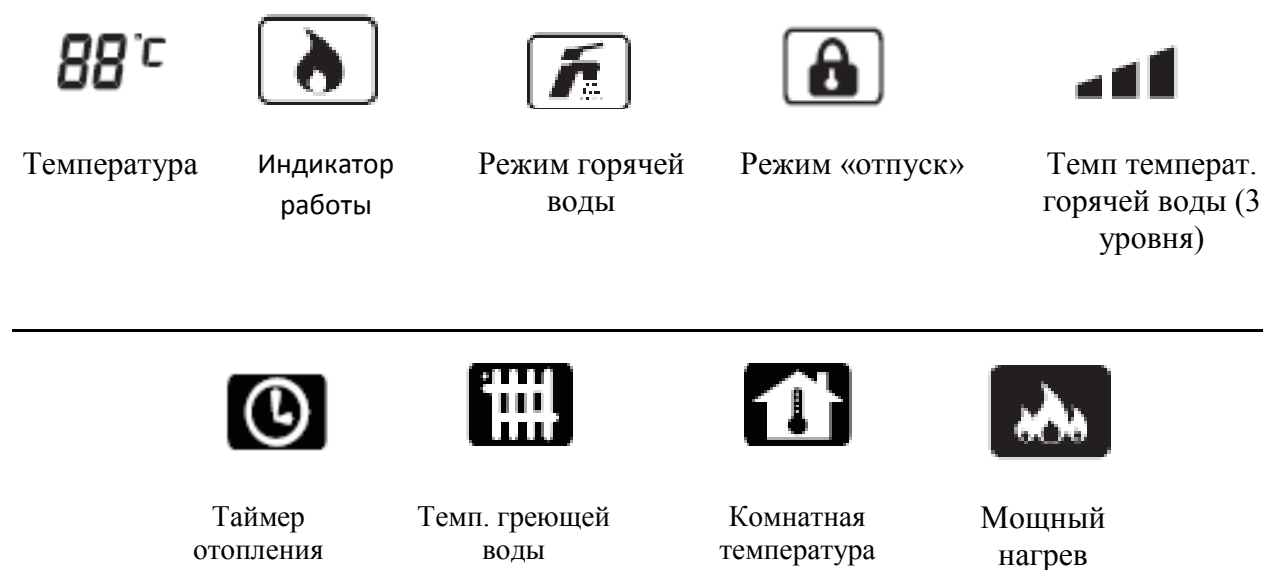 88°C
Температура Индикатор Режим горячей Режим «отпуск» Темп температ.
работы воды горячей воды (3
уровня)
Таймер Темп. греющей Комнатная Мощный
отопления воды температура нагрев